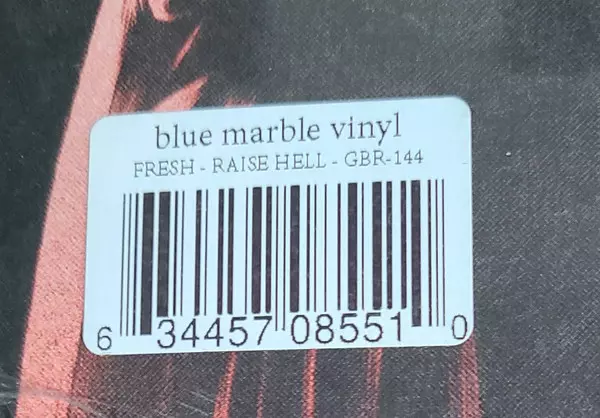 blue marble vinyl
FRESH - RAISE HELL - GBR-144
6 34457 08551 0